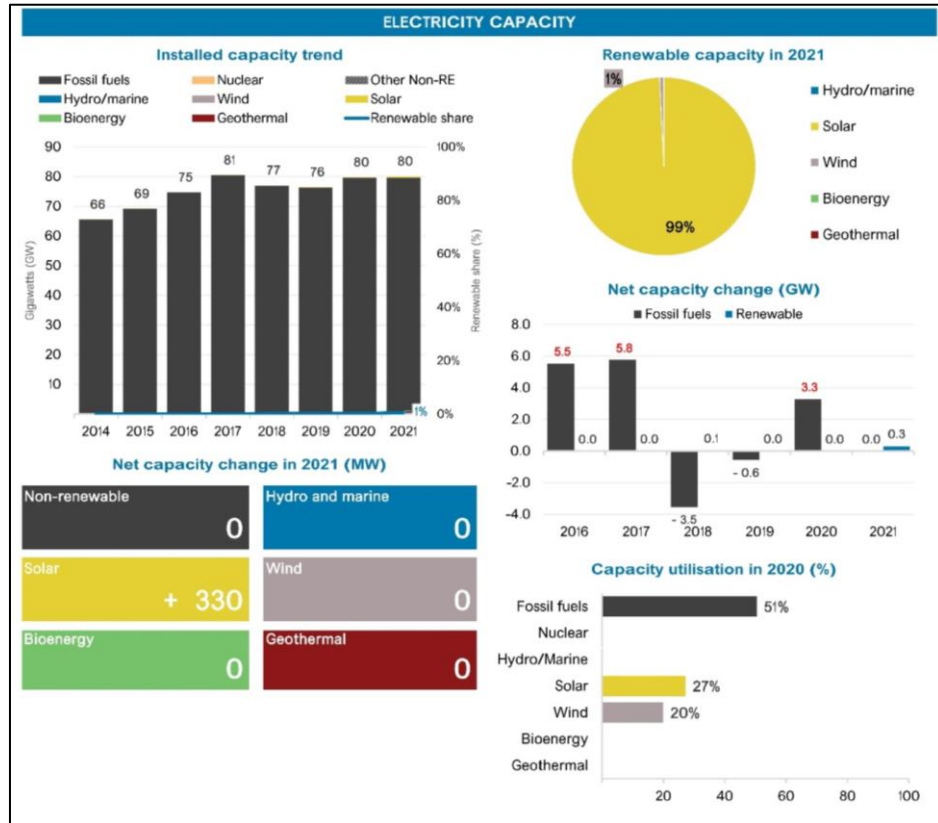 ELECTRICITY CAPACITY
Installed capacity trend
Fossil fuels Nuclear Other Non-RE
Hydro/marine Wind Solar
Bioenergy Geothermal Renewable share
90 100%
80 80%
70
60 60%
50
40 40%
30
20 20%
10
0%
Gigawatts (GW)
Renewable share (%)
66 69 75 81 77 76 80 80
1%
2014 2015 2016 2017 2018 2019 2020 2021
Renewable capacity in 2021
1%
99%
Hydro/marine
Solar
Wind
Bioenergy
Geothermal
Net capacity change (GW)
Fossil fuels Renewable
8.0
6.0
4.0
2.0
0.0
-2.0
-4.0
5.5 0.0 5.8 0.0 - 3.5 0.1 - 0.6 0.0 3.3 0.0 0.0 0.3
2016 2017 2018 2019 2020 2021
Net capacity change in 2021 (MW)
Non-renewable
0
Hydro and marine
0
Solar
+ 330
Wind
0
Bioenergy
0
Geothermal
0
Capacity utilisation in 2020 (%)
Fossil fuels 51%
Nuclear
Hydro/Marine
Solar 27%
Wind 20%
Bioenergy
Geothermal
20 40 60 80 100